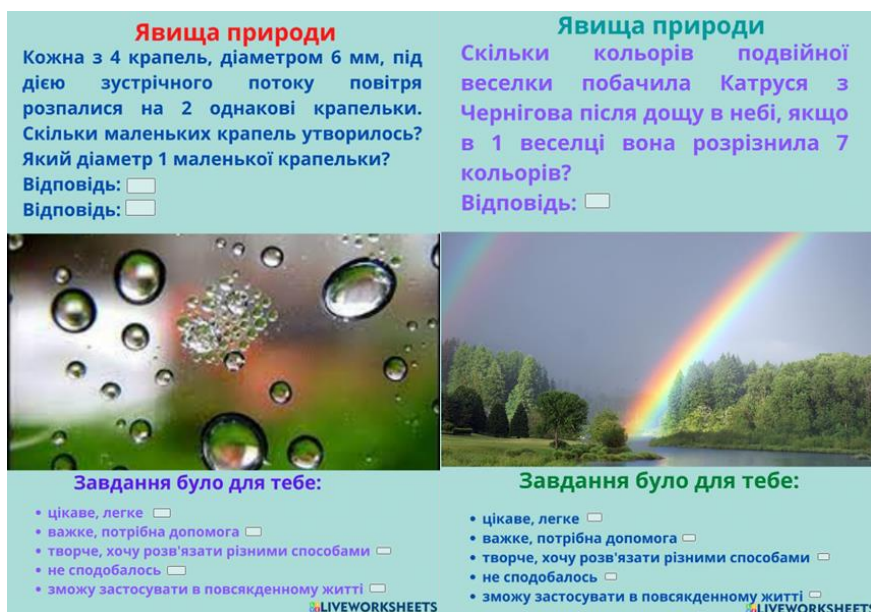 Явища природи
Кожна з 4 крапель, діаметром 6 мм, під
дією зустрічного потоку повітря
розпалися на 2 однакові крапельки.
Скільки маленьких крапель утворилось?
Який діаметр 1 маленької крапельки?
Відповідь:
Відповідь:
Завдання було для тебе:
• цікаве, легке
• важке, потрібна допомога
• творче, хочу розв'язати різними способами
• не сподобалось
• зможу застосувати в повсякденному житті
LIVEWORKSHEETS
Явища природи
Скільки кольорів подвійної
веселки побачила Катруся з
Чернігова після дощу в небі, якщо
в 1 веселці вона розрізнила 7
кольорів?
Відповідь:
Завдання було для тебе:
• цікаве, легке
• важке, потрібна допомога
• творче, хочу розв'язати різними способами
• не сподобалось
• зможу застосувати в повсякденному житті
LIVEWORKSHEETS